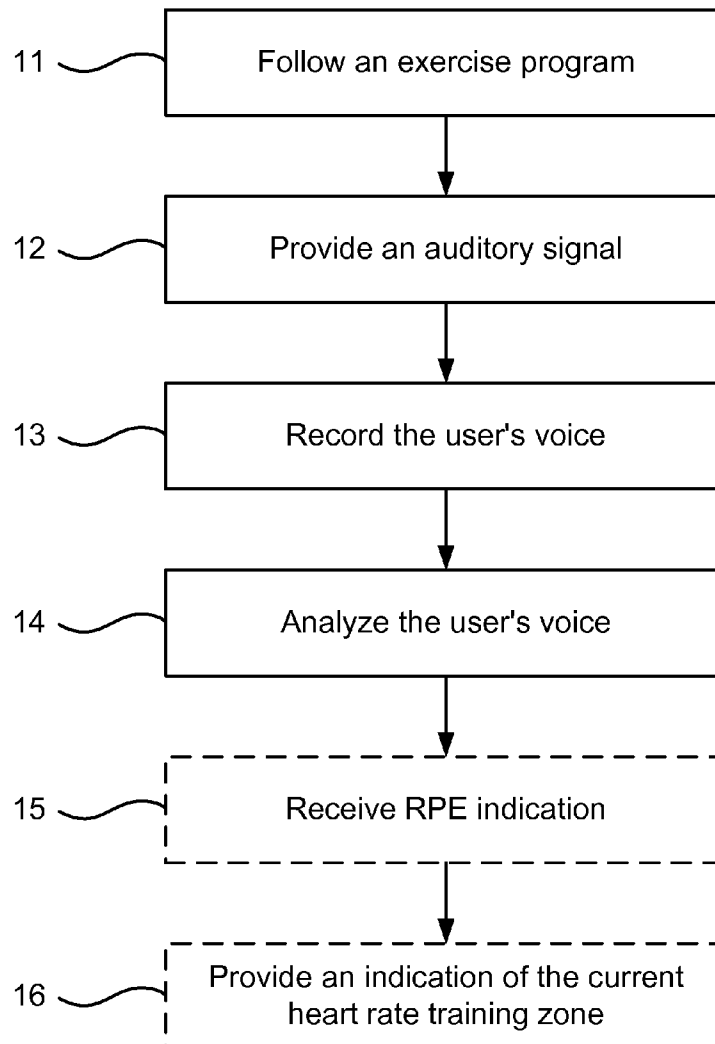 11
Follow an exercise program
12
Provide an auditory signal
13
Record the user's voice
14
Analyze the user's voice
15
Receive RPE indication
16
Provide an indication of the current
heart rate training zone